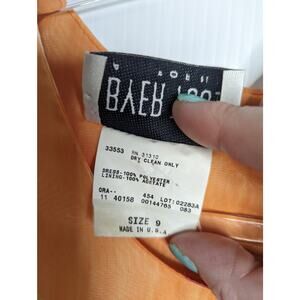 BYER
33553 RN 31310
DRY CLEAN ONLY
DRESS-100% POLYESTER
LINING-100% ACETATE
ORA-- 454 LOT:02283A
11 40158 00144765 083
SIZE 9
MADE IN U.S.A